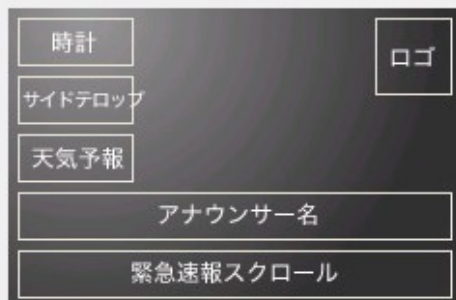 時計
ロゴ
サイドテロップ
天気予報
アナウンサー名
緊急速報スクロール